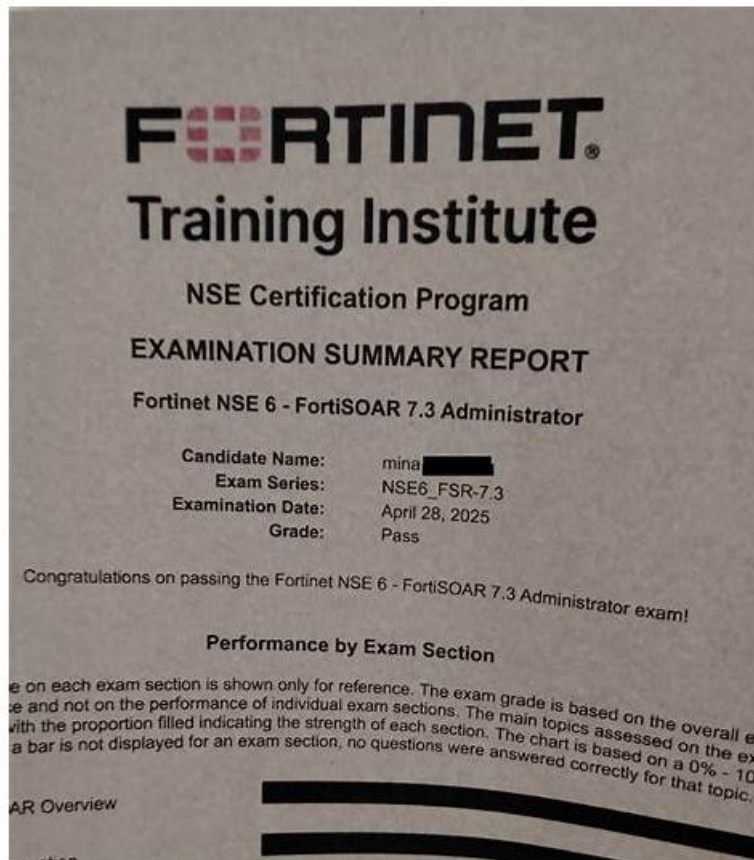 FORTINET®
Training Institute
NSE Certification Program
EXAMINATION SUMMARY REPORT
Fortinet NSE 6 - FortiSOAR 7.3 Administrator
Candidate Name: mina
Exam Series: NSE6_FSR-7.3
Examination Date: April 28, 2025
Grade: Pass
Congratulations on passing the Fortinet NSE 6 - FortiSOAR 7.3 Administrator exam!
Performance by Exam Section
e on each exam section is shown only for reference. The exam grade is based on the overall e
e and not on the performance of individual exam sections. The main topics assessed on the ex
with the proportion filled indicating the strength of each section. The chart is based on a 0% - 10
a bar is not displayed for an exam section, no questions were answered correctly for that topic.
AR Overview